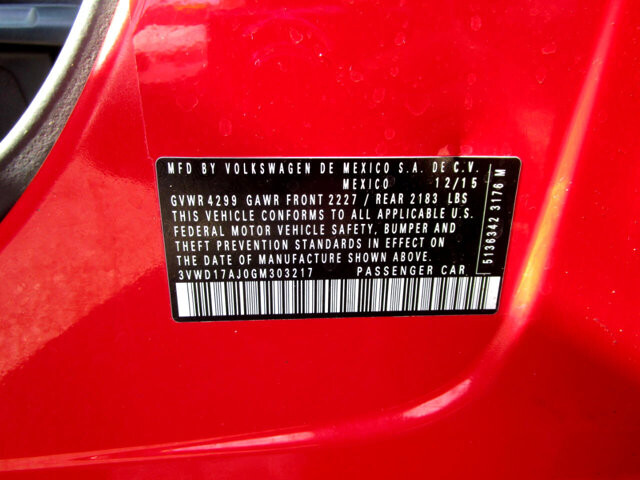 MFD BY VOLKSWAGEN DE MEXICO S.A. DE C.V.
MEXICO 12/15
GVWR 4299 GAWR FRONT 2227 / REAR 2183 LBS
THIS VEHICLE CONFORMS TO ALL APPLICABLE U.S.
FEDERAL MOTOR VEHICLE SAFETY, BUMPER AND
THEFT PREVENTION STANDARDS IN EFFECT ON
THE DATE OF MANUFACTURE SHOWN ABOVE.
3VWD17AJ0GM303217 PASSENGER CAR
5136342 3176 M